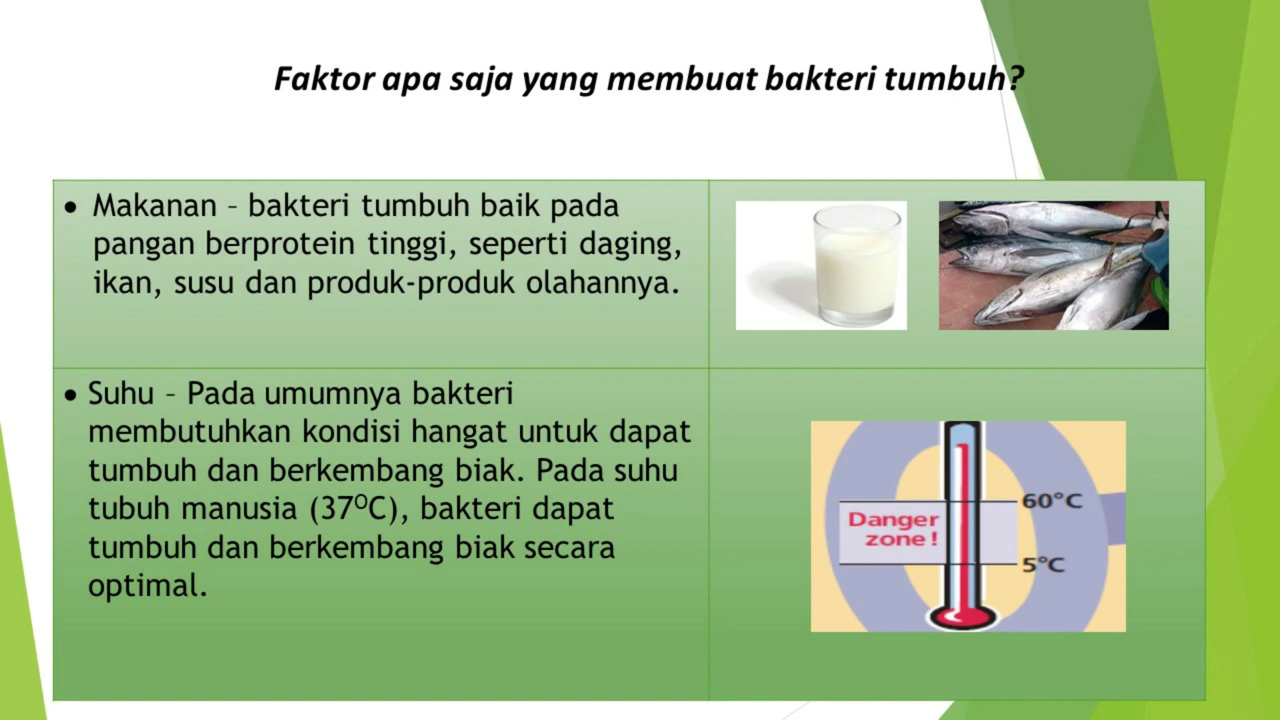 Faktor apa saja yang membuat bakteri tumbuh?
• Makanan – bakteri tumbuh baik pada
pangan berprotein tinggi, seperti daging,
ikan, susu dan produk-produk olahannya.
• Suhu – Pada umumnya bakteri
membutuhkan kondisi hangat untuk dapat
tumbuh dan berkembang biak. Pada suhu
tubuh manusia (37ᴼC), bakteri dapat
tumbuh dan berkembang biak secara
optimal.
60°C
Danger
zone!
5°C